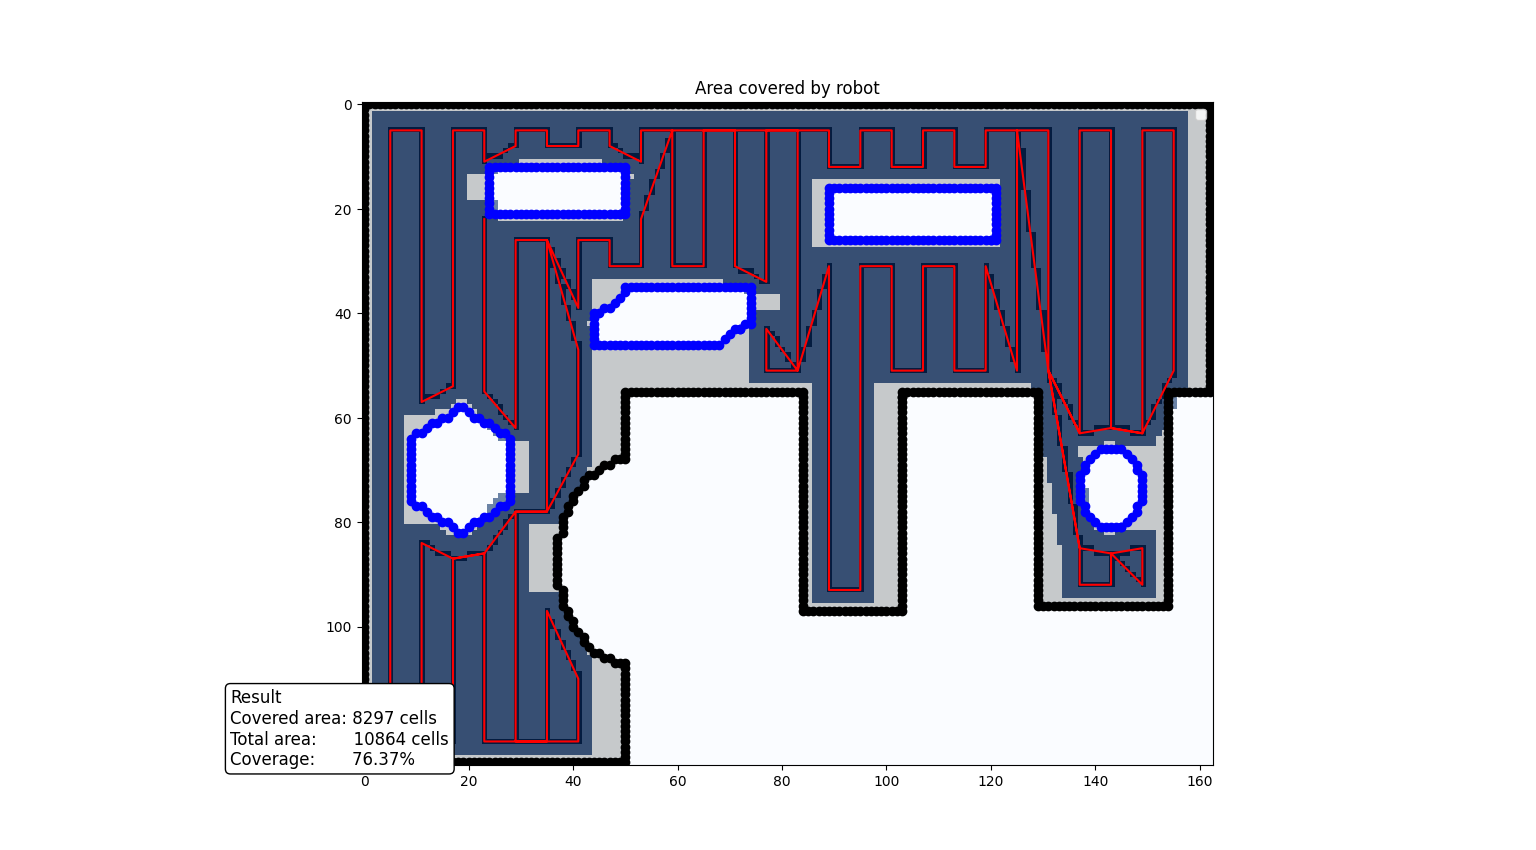 Area covered by robot
0
20
40
60
80
100
Result
Covered area: 8297 cells
Total area: 10864 cells
Coverage: 76.37%
0 20 40 60 80 100 120 140 160